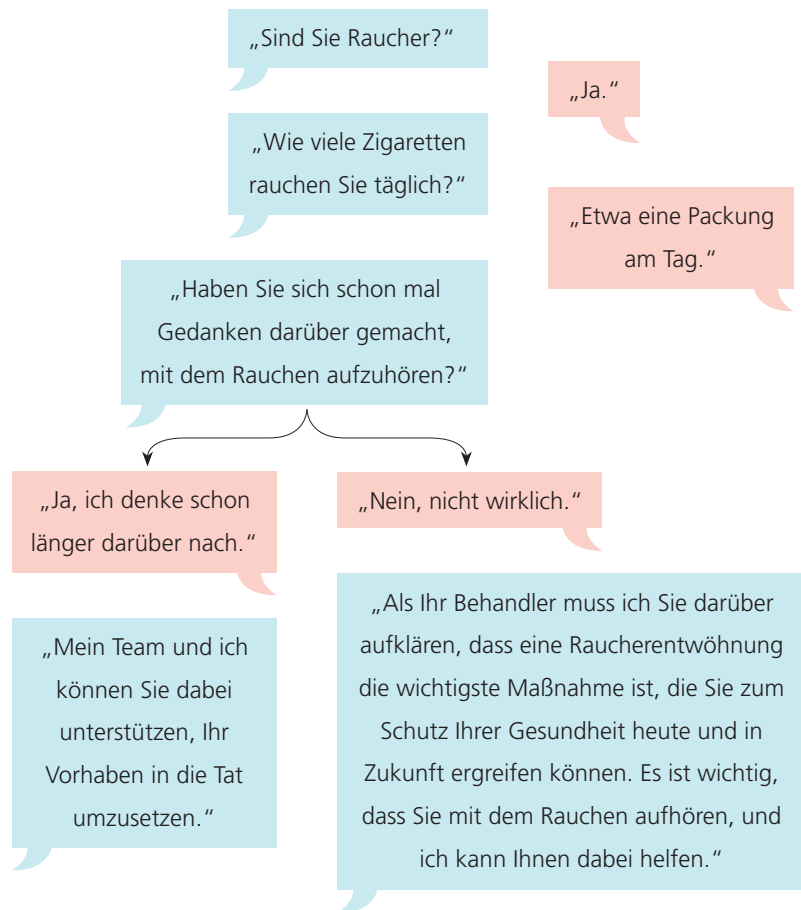 „Sind Sie Raucher?“
„Ja.“
„Wie viele Zigaretten
rauchen Sie täglich?“
„Etwa eine Packung
am Tag.“
„Haben Sie sich schon mal
Gedanken darüber gemacht,
mit dem Rauchen aufzuhören?“
„Ja, ich denke schon
länger darüber nach.“
„Mein Team und ich
können Sie dabei
unterstützen, Ihr
Vorhaben in die Tat
umzusetzen.“
„Nein, nicht wirklich.“
„Als Ihr Behandler muss ich Sie darüber
aufklären, dass eine Raucherentwöhnung
die wichtigste Maßnahme ist, die Sie zum
Schutz Ihrer Gesundheit heute und in
Zukunft ergreifen können. Es ist wichtig,
dass Sie mit dem Rauchen aufhören, und
ich kann Ihnen dabei helfen.“